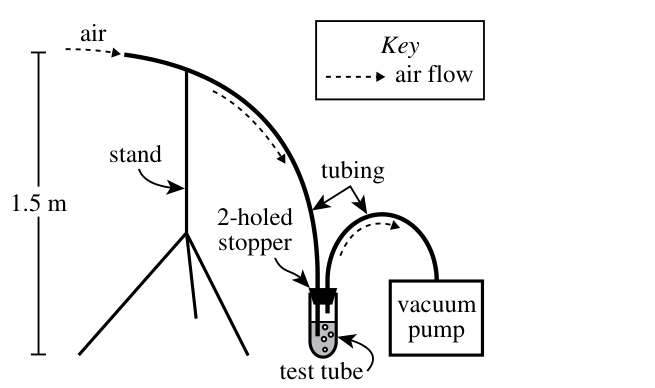 air
Key
air flow
stand
tubing
1.5 m
2-holed
stopper
vacuum
pump
test tube